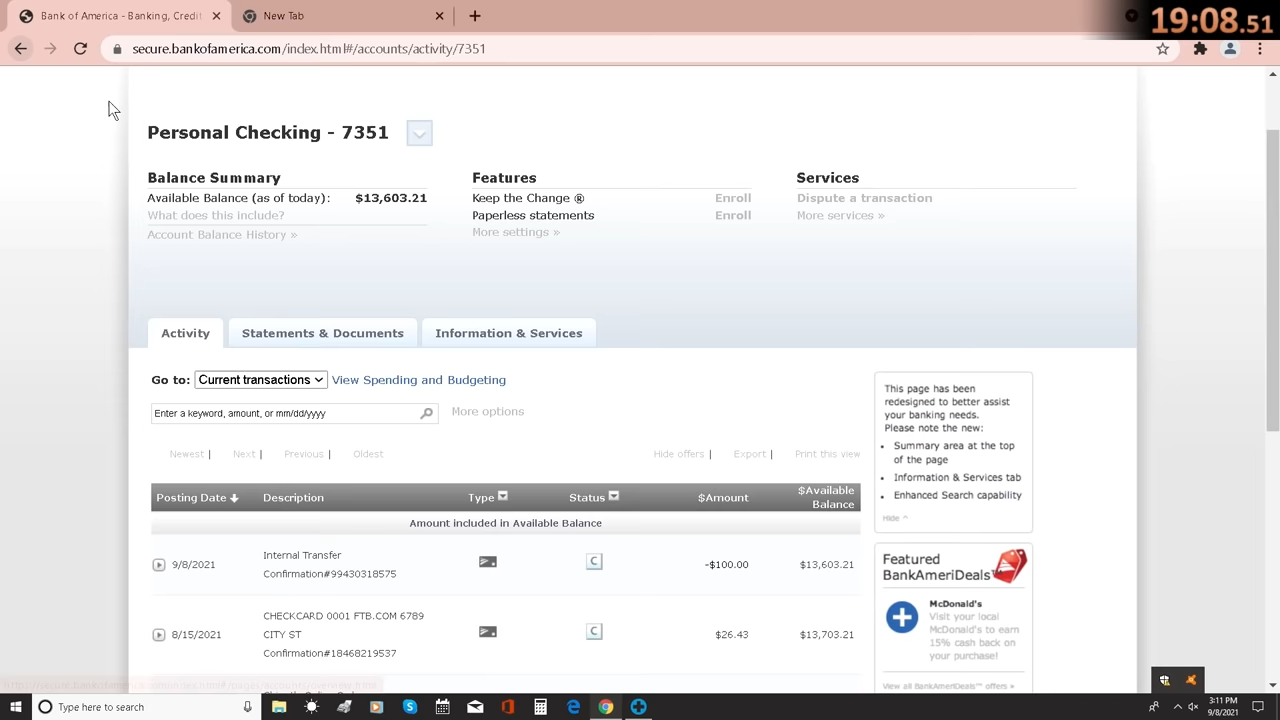 Bank of America - Banking, Credit
New Tab
19:08.51
secure.bankofamerica.com/index.html#/accounts/activity/7351
Personal Checking - 7351
Balance Summary
Available Balance (as of today): $13,603.21
What does this include?
Account Balance History »
Features
Keep the Change ® Enroll
Paperless statements Enroll
More settings »
Services
Dispute a transaction
More services »
Activity
Statements & Documents
Information & Services
Go to: Current transactions View Spending and Budgeting
Enter a keyword, amount, or mm/dd/yyyy
More options
Newest | Next | Previous | Oldest
Hide offers | Export | Print this view
Posting Date Description Type Status $Amount $Available
Balance
Amount included in Available Balance
9/8/2021
Internal Transfer
Confirmation#99430318575
C
-$100.00
$13,603.21
8/15/2021
CHECKCARD 0001 FTB.COM 6789
CITY
Confirmation#18468219537
C
$26.43
$13,703.21
This page has been
redesigned to better assist
your banking needs.
Please note the new:
• Summary area at the top
of the page
• Information & Services tab
• Enhanced Search capability
Hide ^
Featured
BankAmeriDeals™
McDonald's
Visit your local
McDonald's to earn
15% cash back on
your purchase!
View all BankAmeriDeals™ offers »
Type here to search
3:11 PM
9/8/2021